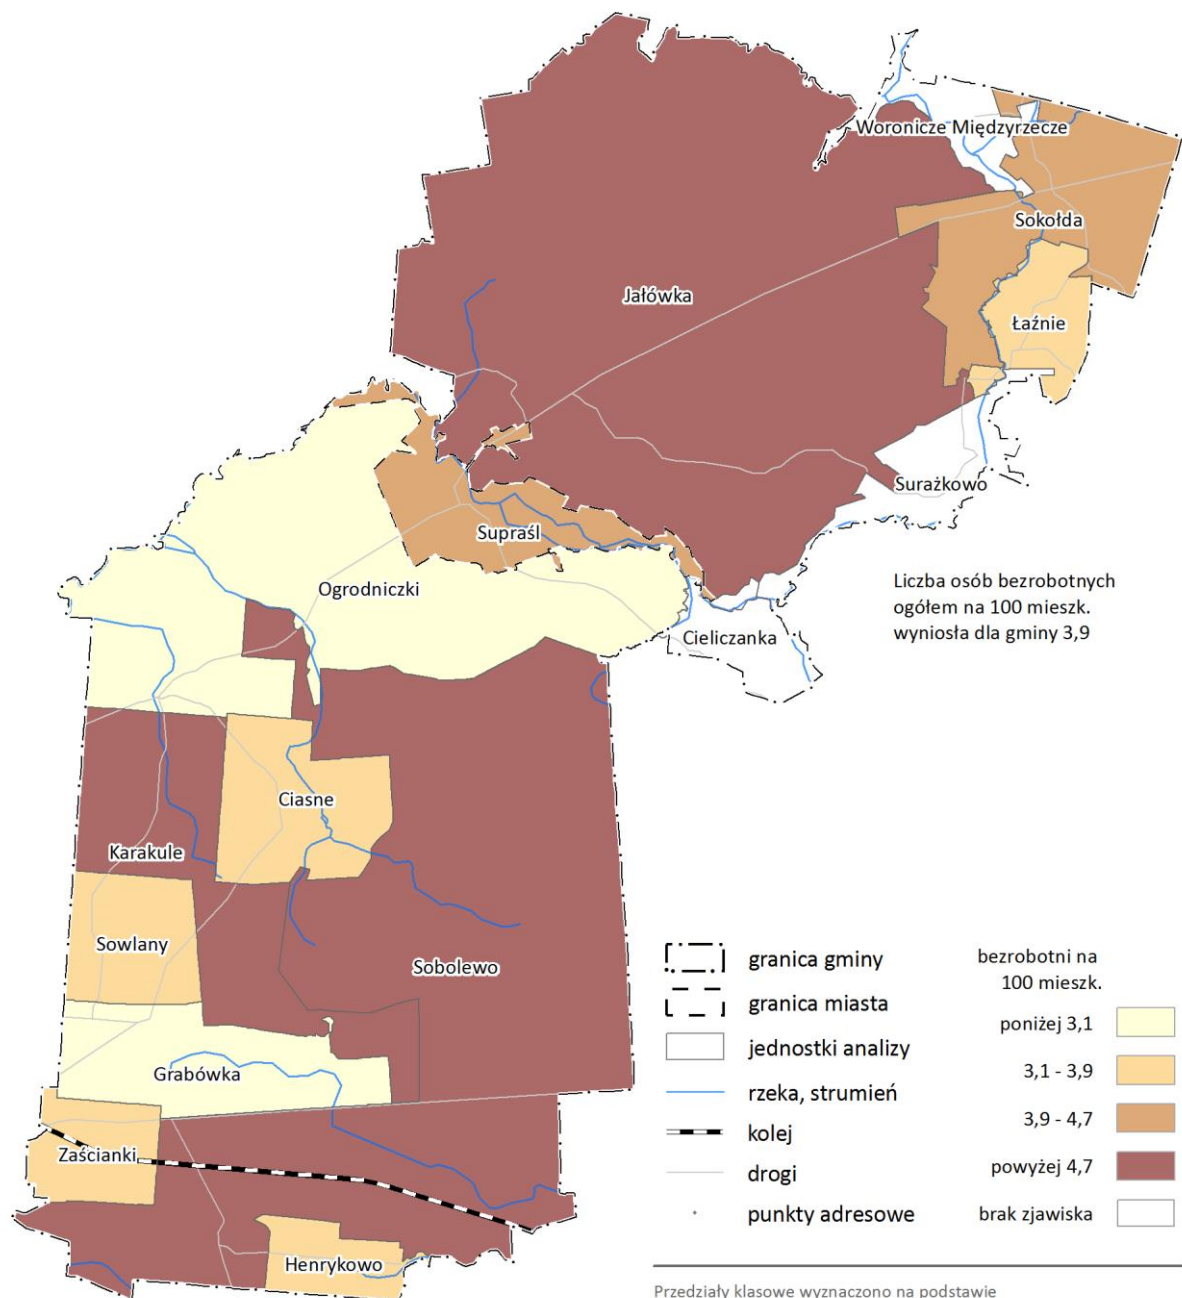 Woronicze Międzyrzecze
Sokołda
Jałówka
Łaźnie
Surażkowo
Supraśl
Ogrodniczki
Cieliczanka
Liczba osób bezrobotnych
ogółem na 100 mieszk.
wyniosła dla gminy 3,9
Ciasne
Karakule
Sowlany
Sobolewo
Grabówka
Zaścianki
Henrykowo
granica gminy
granica miasta
jednostki analizy
rzeka, strumień
kolej
drogi
punkty adresowe
bezrobotni na
100 mieszk.
poniżej 3,1
3,1 - 3,9
3,9 - 4,7
powyżej 4,7
brak zjawiska
Przedziały klasowe wyznaczono na podstawie